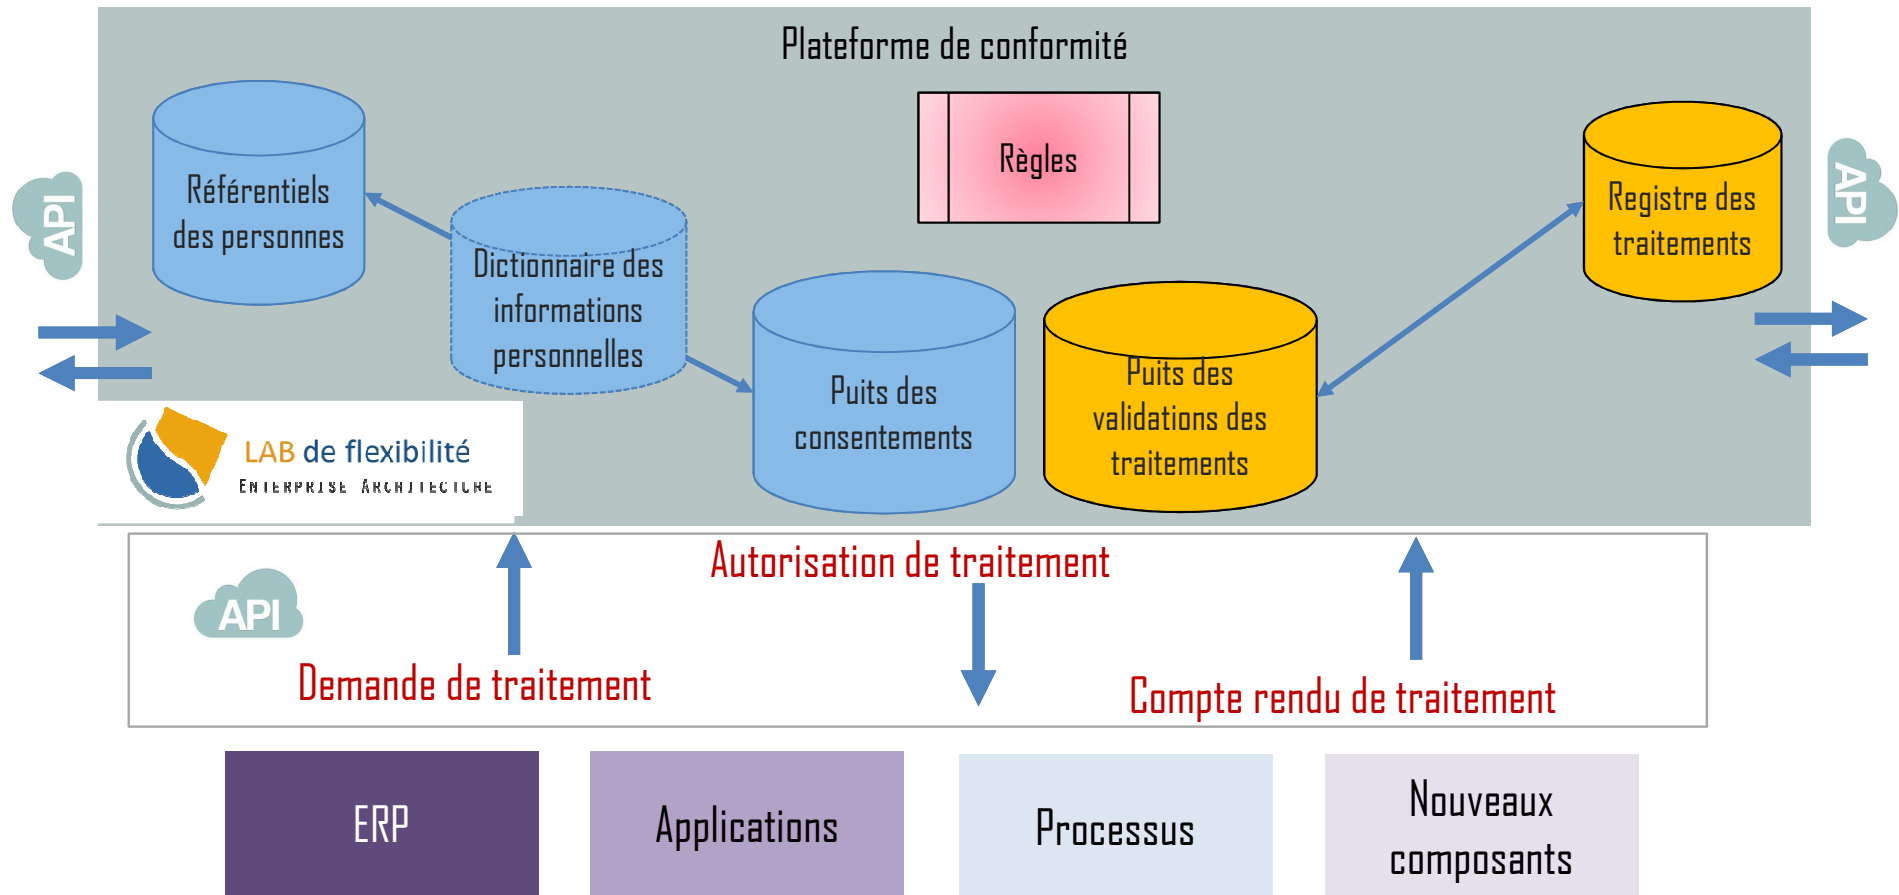 Plateforme de conformité
Règles
Référentiels
des personnes
Dictionnaire des
informations
personnelles
Puits des
consentements
Puits des
validations des
traitements
Registre des
traitements
API
API
LAB de flexibilité
ENTERPRISE ARCHITECTURE
Autorisation de traitement
API
Demande de traitement
Compte rendu de traitement
ERP
Applications
Processus
Nouveaux
composants